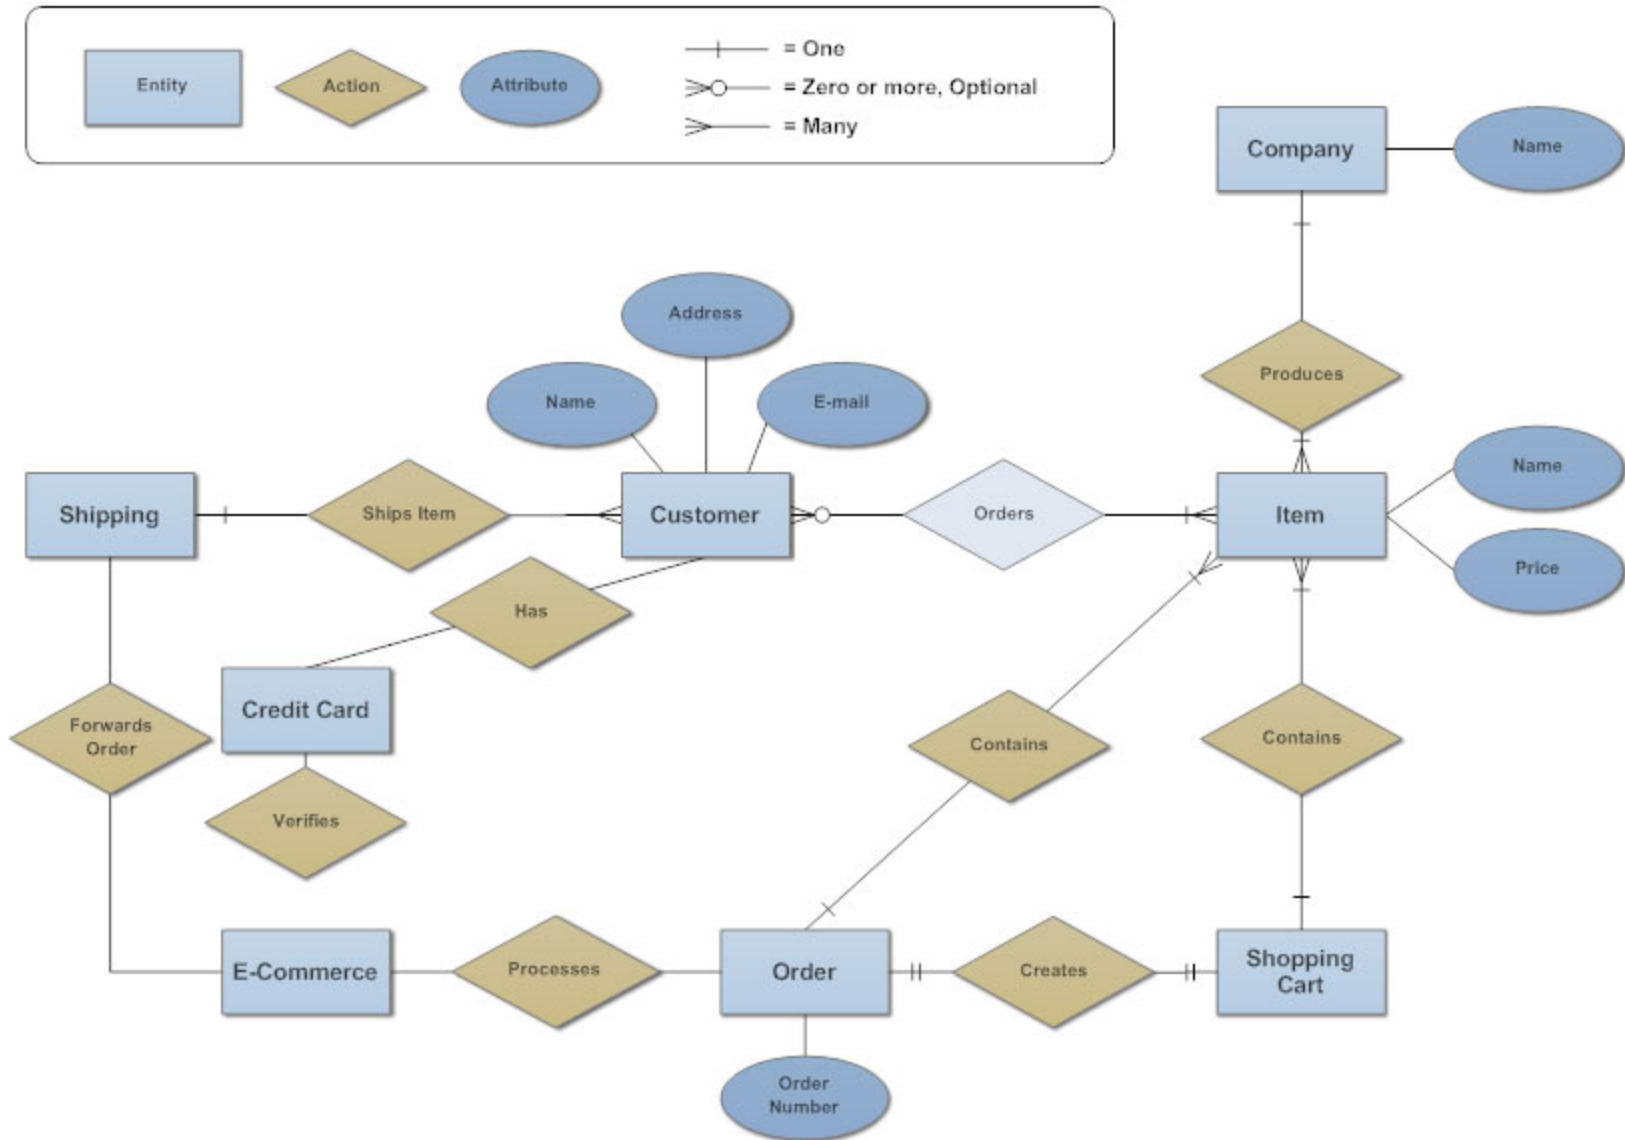 Entity
Action
Attribute
= One
= Zero or more, Optional
= Many
Company
Name
Address
Name
E-mail
Produces
Name
Shipping
Ships Item
Customer
Orders
Item
Price
Has
Credit Card
Forwards
Order
Contains
Contains
Verifies
E-Commerce
Processes
Order
Creates
Shopping
Cart
Order
Number